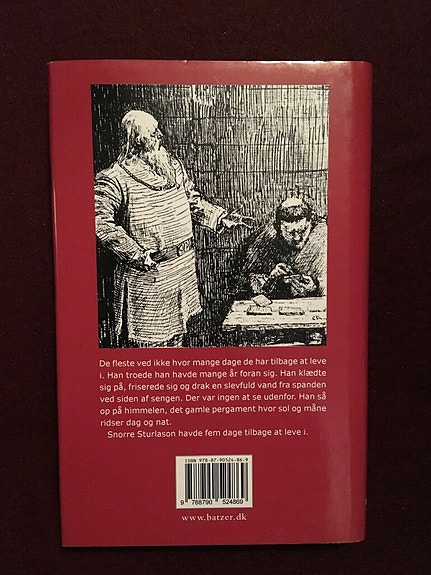 De fleste ved ikke hvor mange dage de har tilbage at leve
i. Han troede han havde mange år foran sig. Han klædte
sig på, friserede sig og drak en slevfuld vand fra spanden
ved siden af sengen. Der var ingen at se udenfor. Han så
op på himmelen, det gamle pergament hvor sol og måne
ridser dag og nat.
Snorre Sturlason havde fem dage tilbage at leve i.
ISBN 978-87-90524-86-9
9 788790 524869
www.batzer.dk